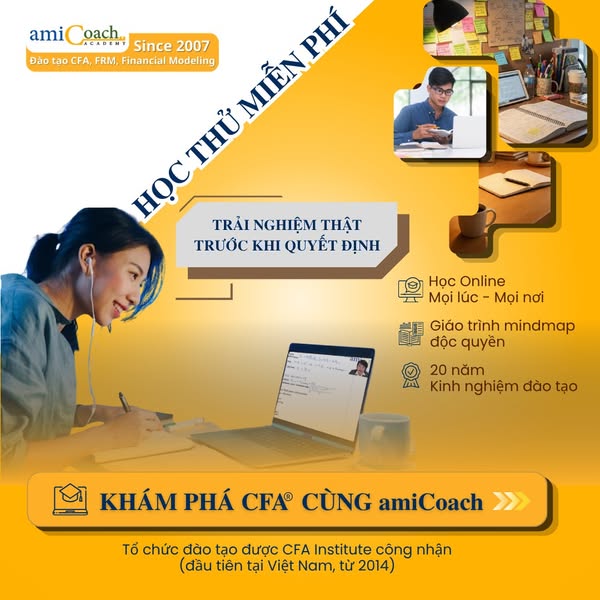 amiCoach
ACADEMY
Since 2007
Đào tạo CFA, FRM, Financial Modeling
HỌC THỬ MIỄN PHÍ
TRẢI NGHIỆM THẬT
TRƯỚC KHI QUYẾT ĐỊNH
Học Online
Mọi lúc - Mọi nơi
Giáo trình mindmap
độc quyền
20 năm
Kinh nghiệm đào tạo
KHÁM PHÁ CFA® CÙNG amiCoach
Tổ chức đào tạo được CFA Institute công nhận
(đầu tiên tại Việt Nam, từ 2014)